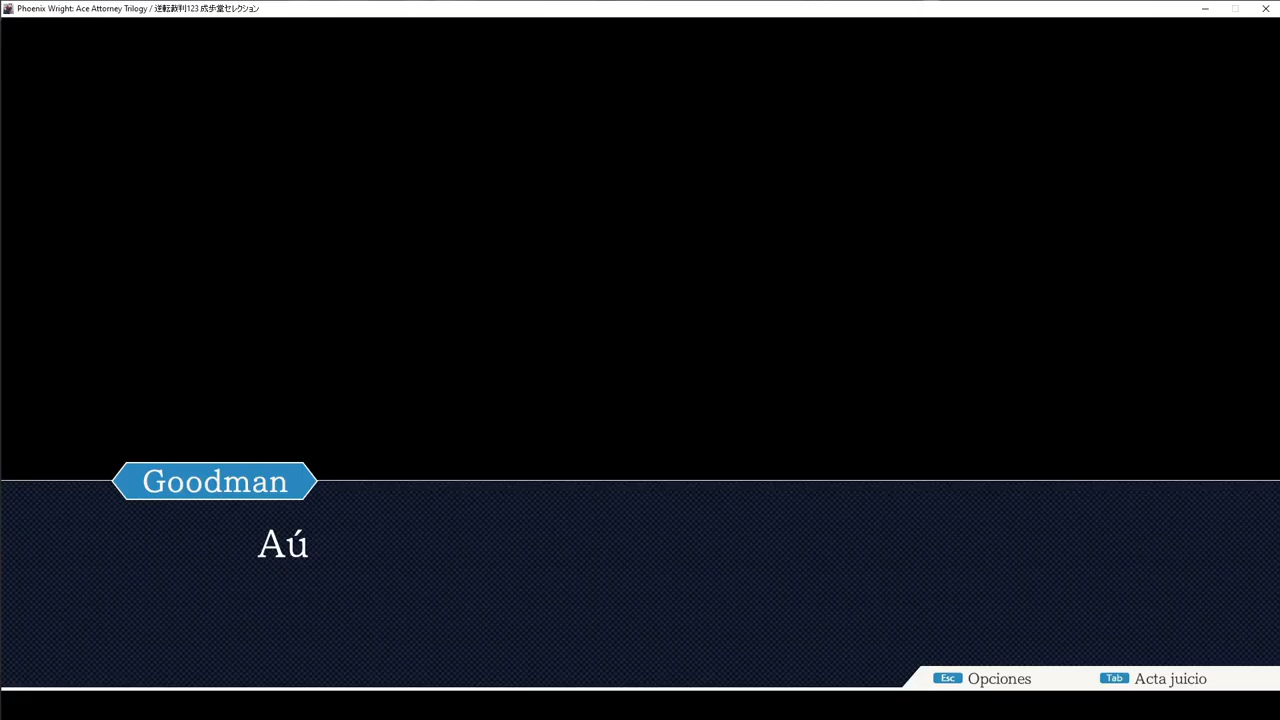 Phoenix Wright: Ace Attorney Trilogy / 逆転裁判123 成歩堂セレクション
Goodman
Aú
Esc Opciones Tab Acta juicio